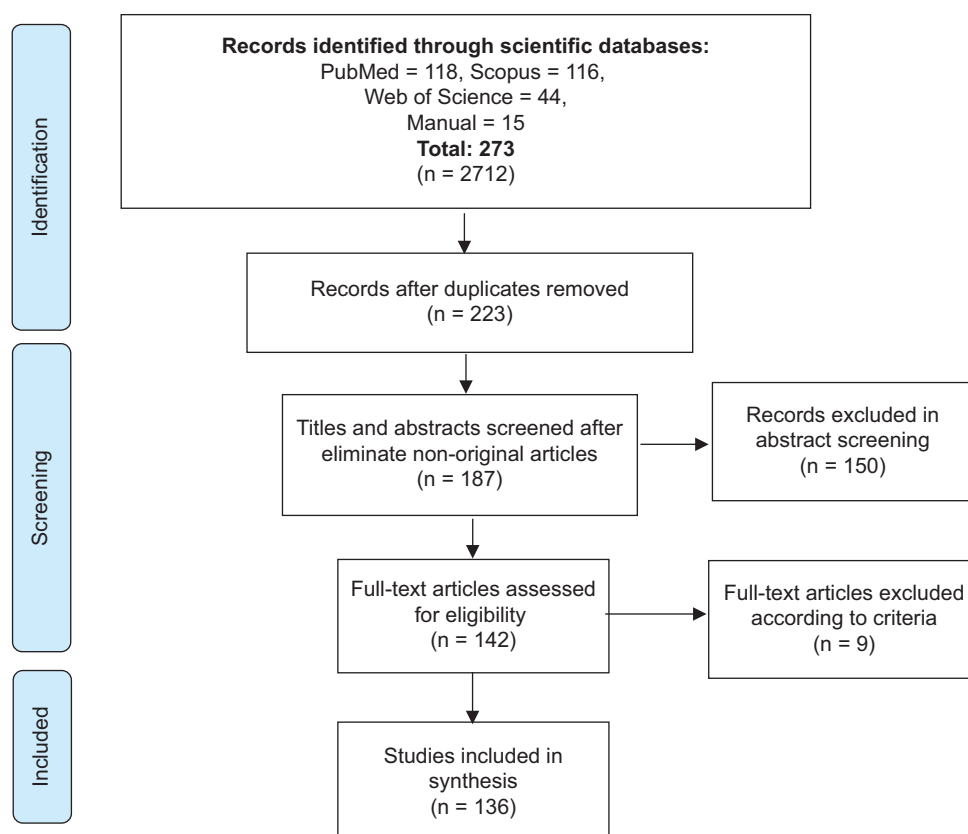 Identification
Records identified through scientific databases:
PubMed = 118, Scopus = 116,
Web of Science = 44,
Manual = 15
Total: 273
(n = 2712)
Records after duplicates removed
(n = 223)
Screening
Titles and abstracts screened after
eliminate non-original articles
(n = 187)
Records excluded in
abstract screening
(n = 150)
Full-text articles assessed
for eligibility
(n = 142)
Full-text articles excluded
according to criteria
(n = 9)
Included
Studies included in
synthesis
(n = 136)